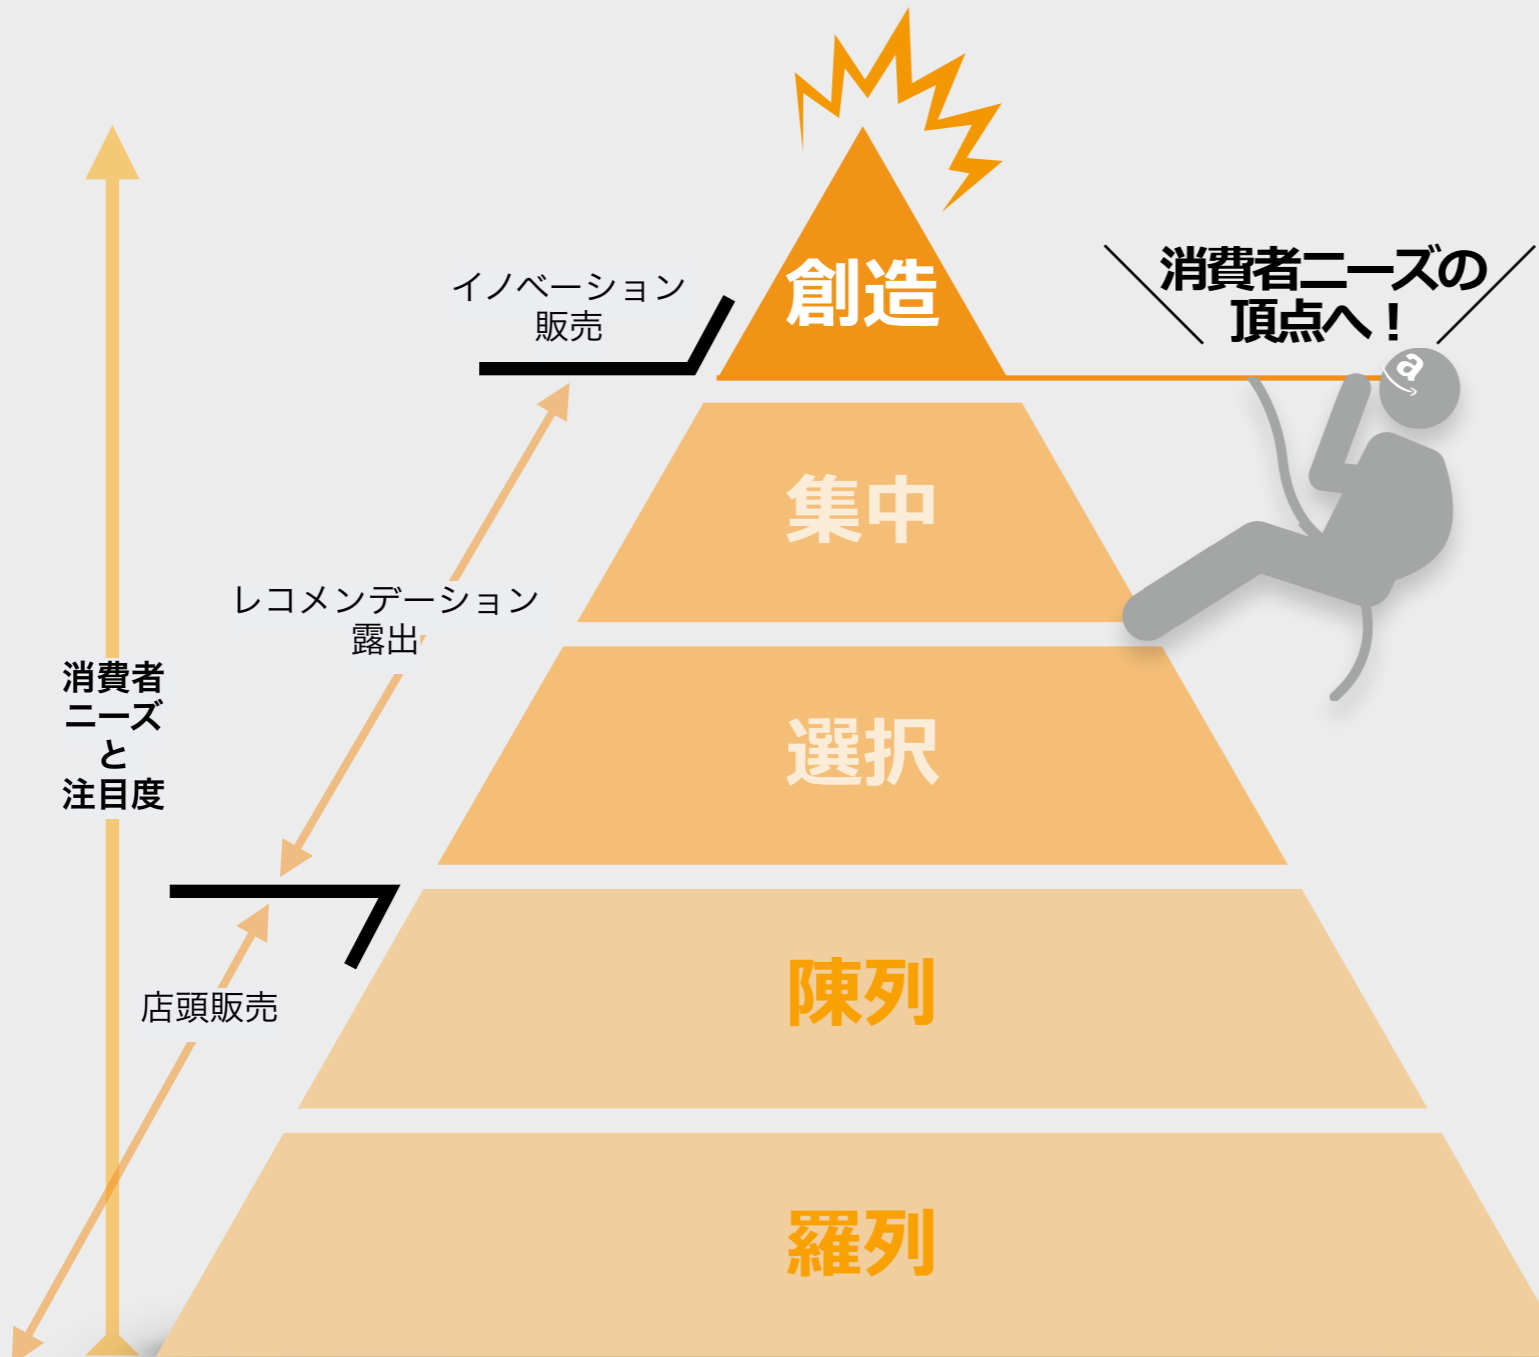 創造
イノベーション
販売
消費者ニーズの
頂点へ！
a
集中
レコメンデーション
露出
消費者
ニーズ
と
注目度
選択
陳列
店頭販売
羅列